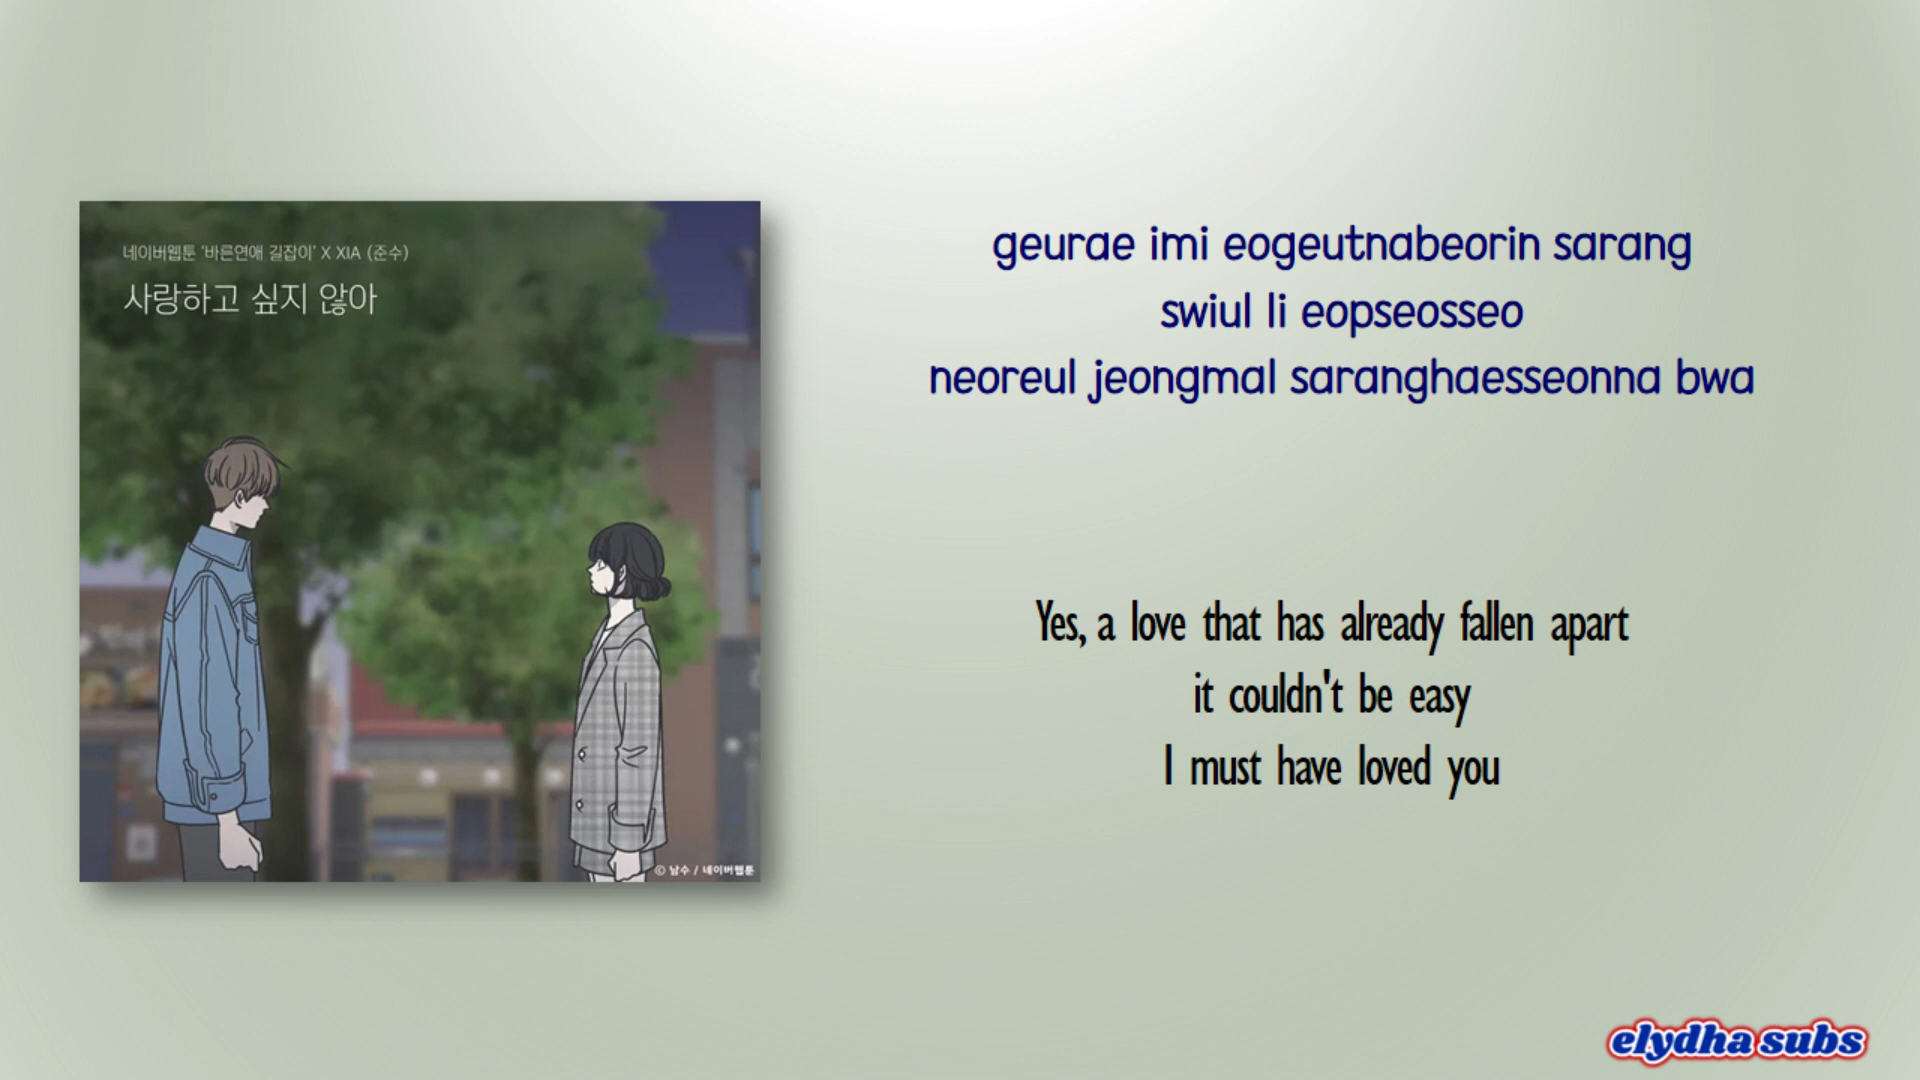 네이버웹툰 '바른연애 길잡이' X XIA (준수)
사랑하고 싶지 않아
© 남수 / 네이버웹툰
geurae imi eogeutnabeorin sarang
swiul li eopseosseo
neoreul jeongmal saranghaesseonna bwa
Yes, a love that has already fallen apart
it couldn't be easy
I must have loved you
elydha subs